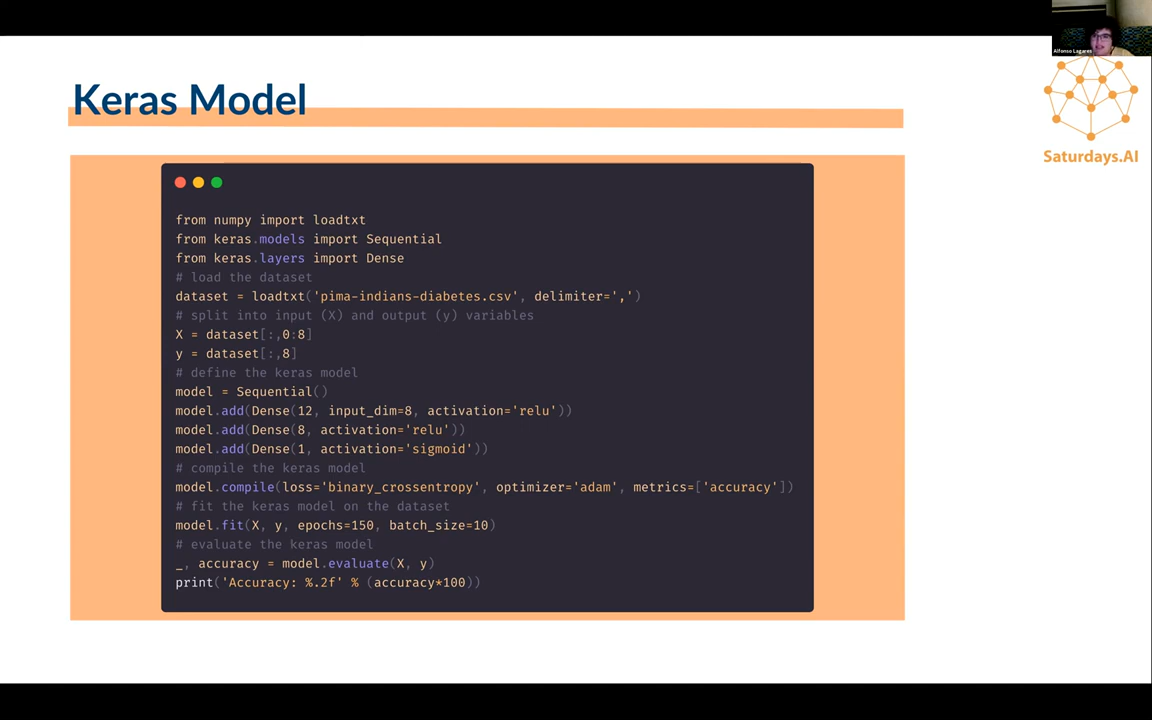 Alfonso Lagares
Keras Model
Saturdays.AI
from numpy import loadtxt
from keras.models import Sequential
from keras.layers import Dense
# load the dataset
dataset = loadtxt('pima-indians-diabetes.csv', delimiter=',')
# split into input (X) and output (y) variables
X = dataset[:,0:8]
y = dataset[:,8]
# define the keras model
model = Sequential()
model.add(Dense(12, input_dim=8, activation='relu'))
model.add(Dense(8, activation='relu'))
model.add(Dense(1, activation='sigmoid'))
# compile the keras model
model.compile(loss='binary_crossentropy', optimizer='adam', metrics=['accuracy'])
# fit the keras model on the dataset
model.fit(X, y, epochs=150, batch_size=10)
# evaluate the keras model
_, accuracy = model.evaluate(X, y)
print('Accuracy: %.2f' % (accuracy*100))